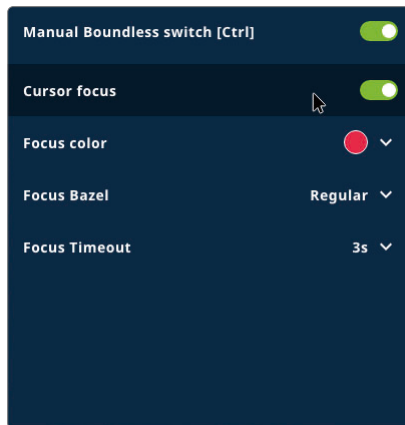 Manual Boundless switch [Ctrl]
Cursor focus
Focus color
Focus Bazel Regular
Focus Timeout 3s